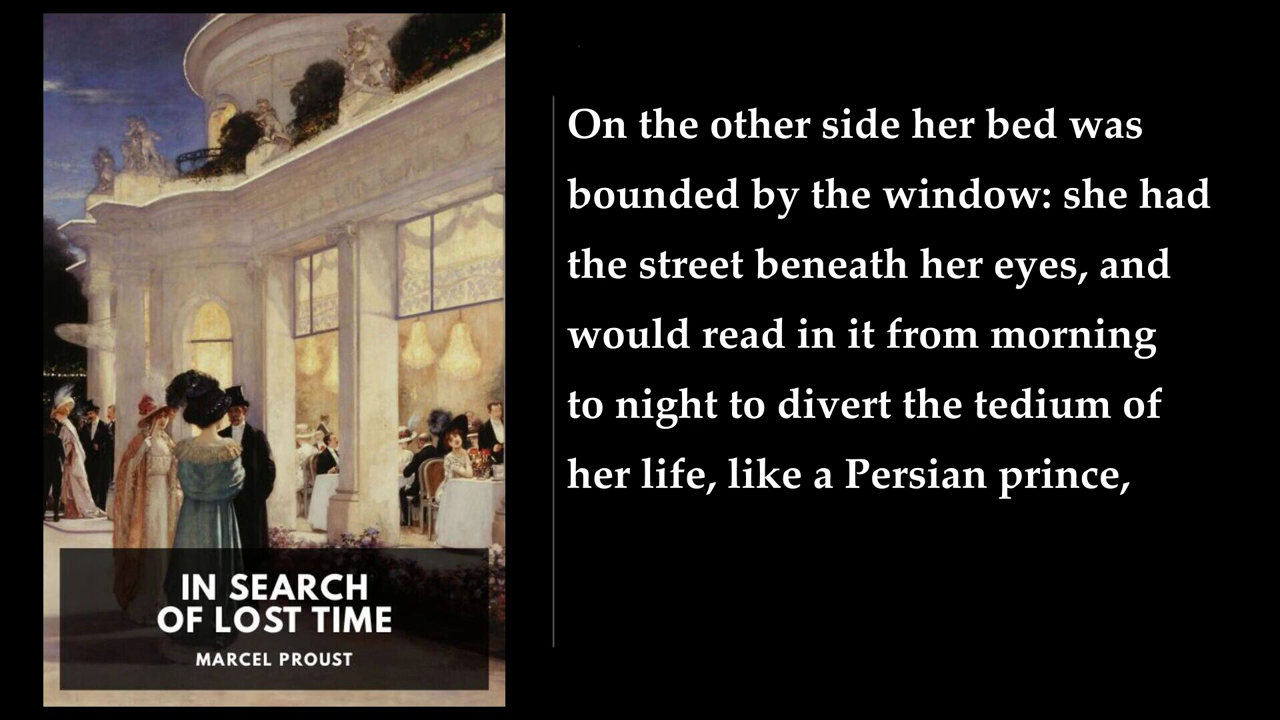 IN SEARCH
OF LOST TIME
MARCEL PROUST
On the other side her bed was
bounded by the window: she had
the street beneath her eyes, and
would read in it from morning
to night to divert the tedium of
her life, like a Persian prince,